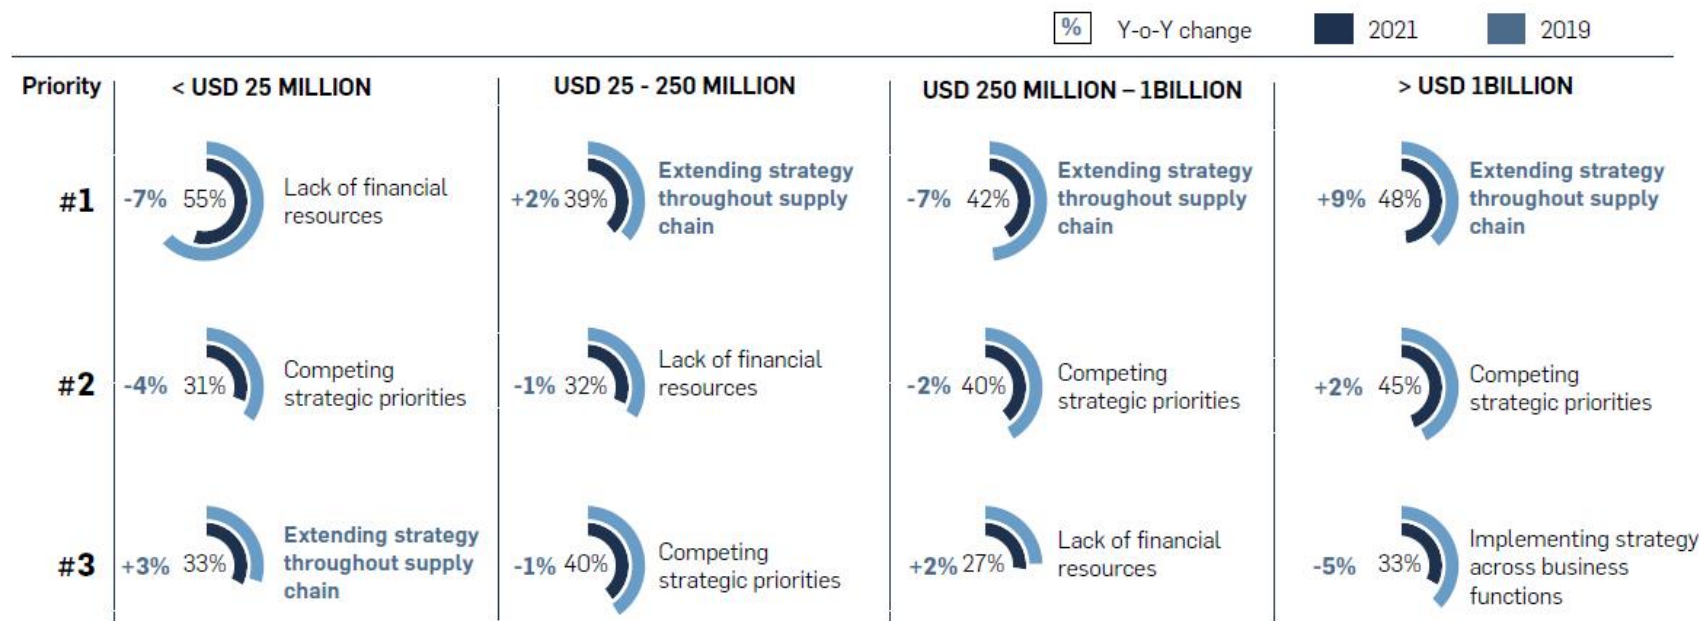 % Y-o-Y change 2021 2019
Priority < USD 25 MILLION USD 25 - 250 MILLION USD 250 MILLION – 1BILLION > USD 1BILLION
#1
-7% 55%
Lack of financial
resources
+2% 39%
Extending strategy
throughout supply
chain
-7% 42%
Extending strategy
throughout supply
chain
+9% 48%
Extending strategy
throughout supply
chain
#2
-4% 31%
Competing
strategic priorities
-1% 32%
Lack of financial
resources
-2% 40%
Competing
strategic priorities
+2% 45%
Competing
strategic priorities
#3
+3% 33%
Extending strategy
throughout supply
chain
-1% 40%
Competing
strategic priorities
+2% 27%
Lack of financial
resources
-5% 33%
Implementing strategy
across business
functions